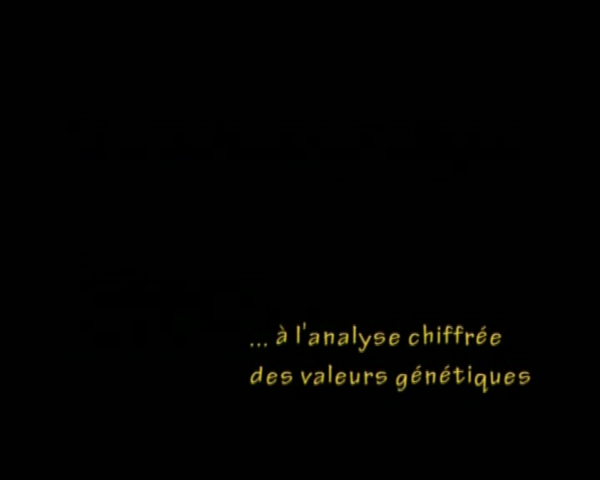 ... à l'analyse chiffrée
des valeurs génétiques